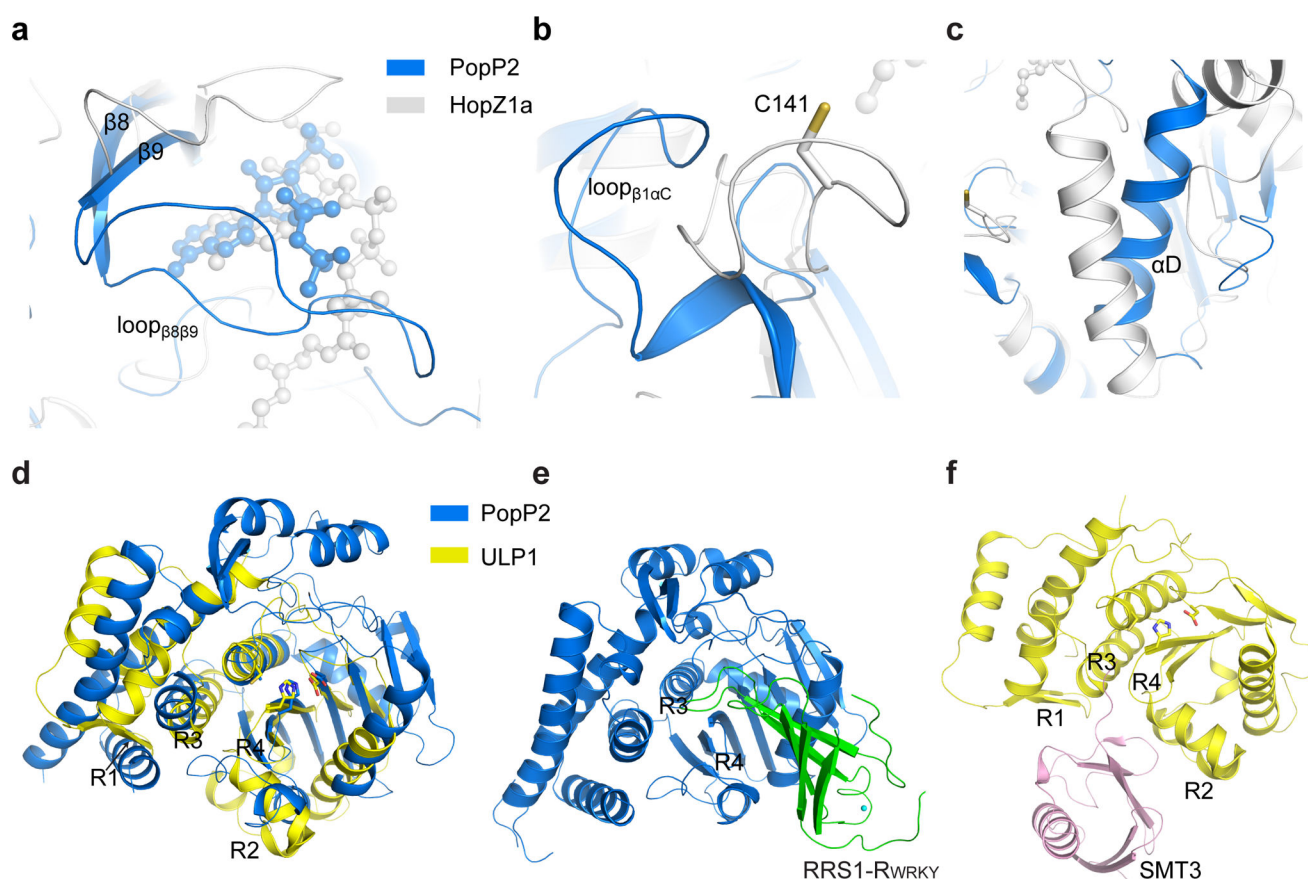 a
β8
β9
loopβ8β9
PopP2
HopZ1a
b
C141
loopβ1αC
c
αD
d
R1
R3
R4
R2
PopP2
ULP1
e
R3
R4
RRS1-RWRKY
f
R3
R4
R1
R2
SMT3